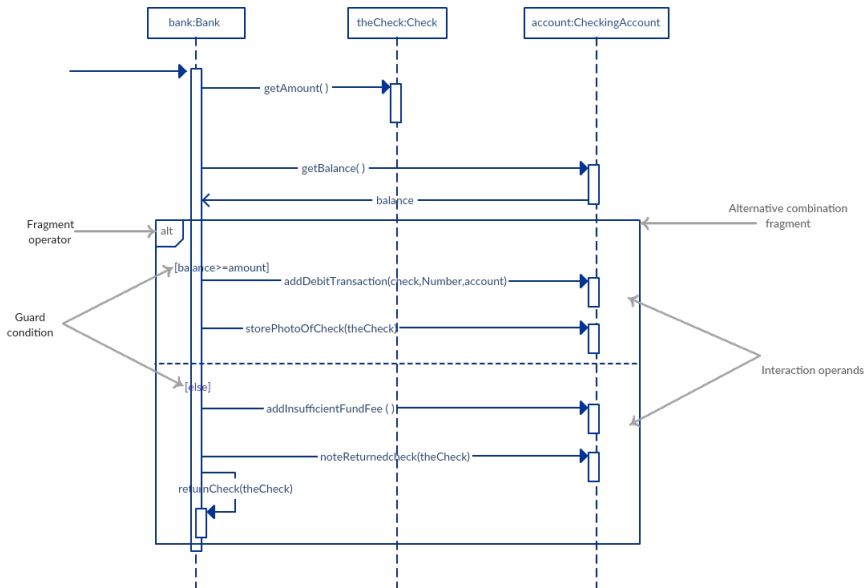 bank:Bank
theCheck:Check
account:CheckingAccount
getAmount( )
getBalance( )
balance
Alternative combination
fragment
Fragment
operator
alt
[balance>=amount]
addDebitTransaction(check,Number,account)
Guard
condition
storePhotoOfCheck(theCheck)
Interaction operands
[else]
addInsufficientFundFee ( )
noteReturnedcheck(theCheck)
returnCheck(theCheck)